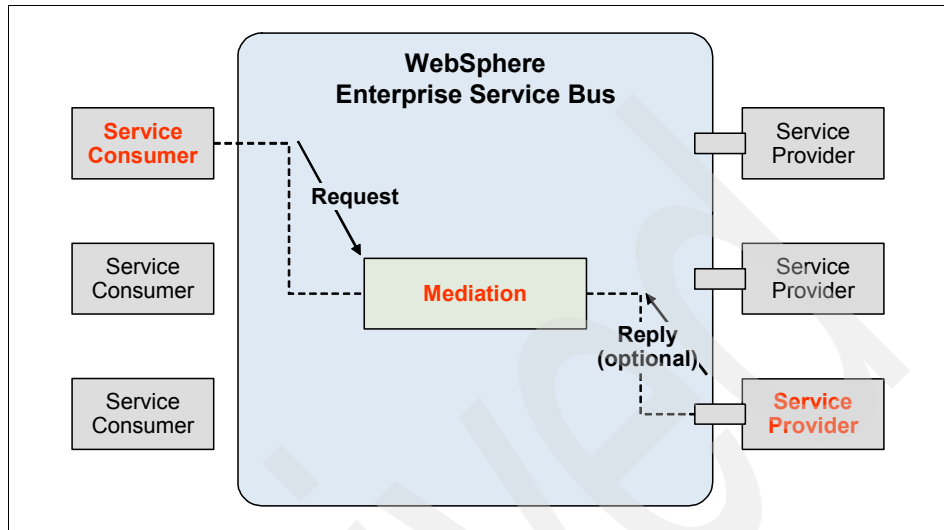 WebSphere
Enterprise Service Bus
Service
Consumer
Service
Provider
Request
Service
Consumer
Mediation
Service
Provider
Reply
(optional)
Service
Consumer
Service
Provider